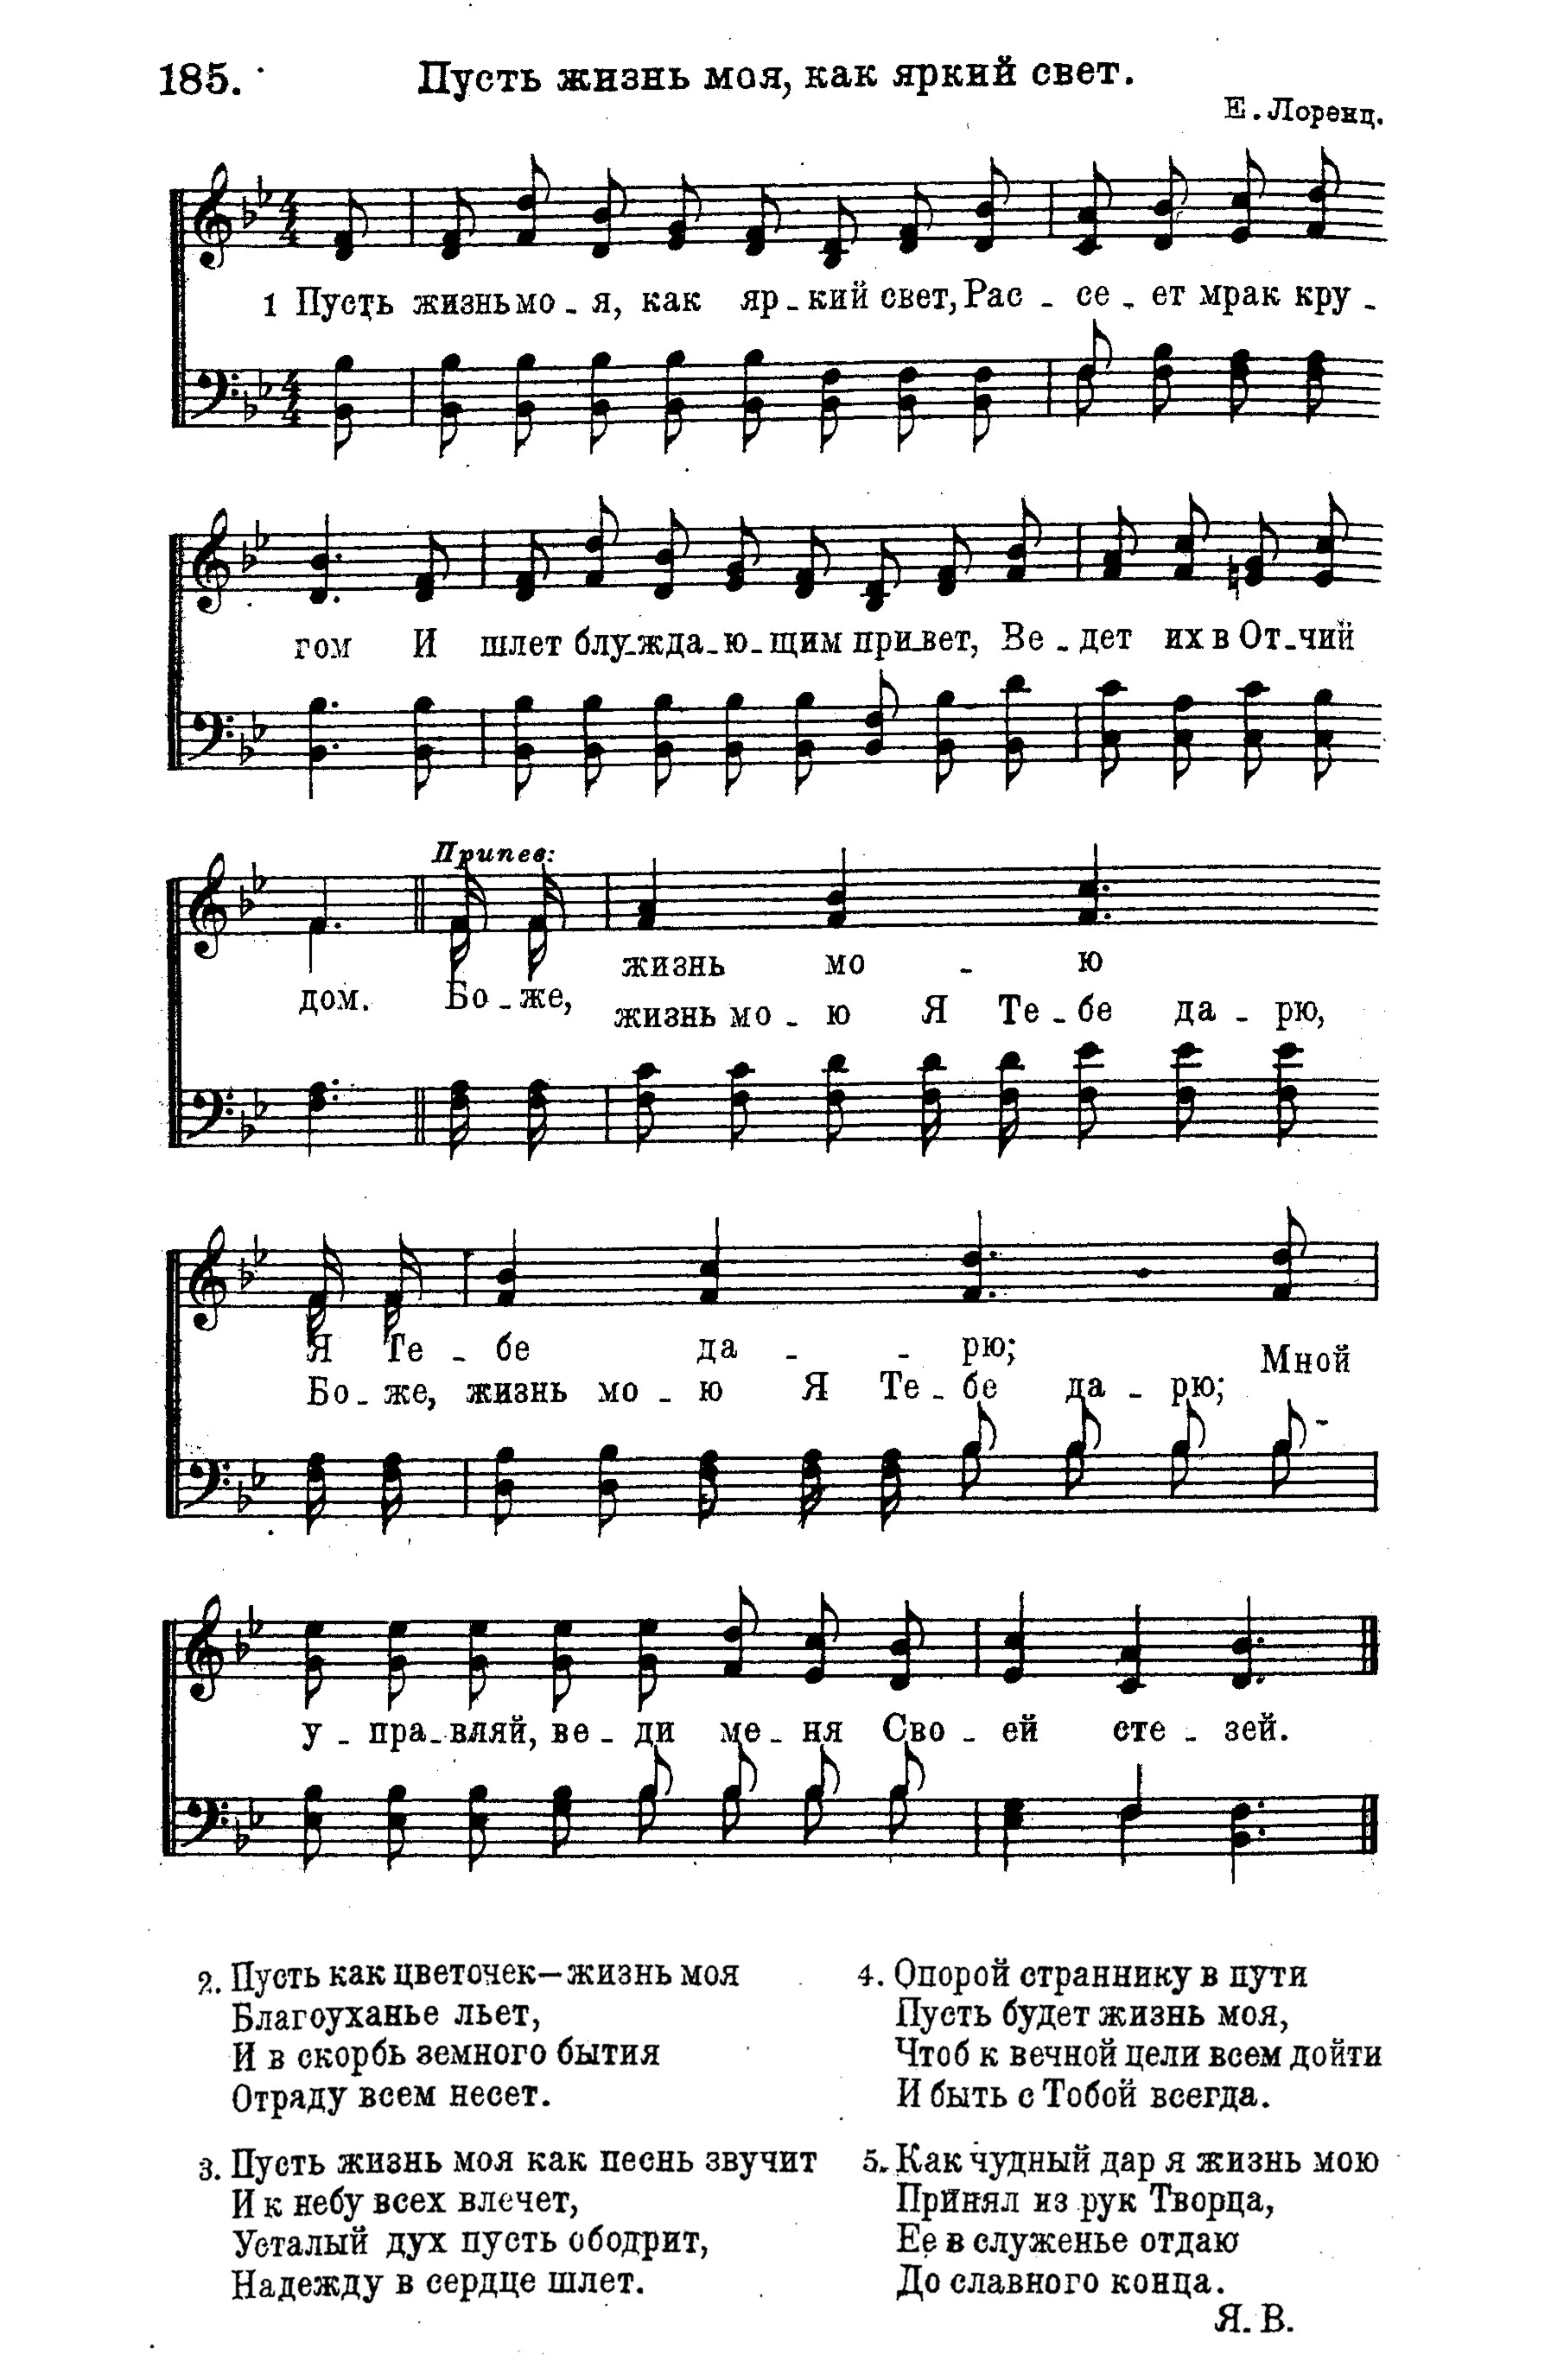 185. Пусть жизнь моя, как яркий свет.
Е. Лоренц.
1 Пусть жизнь мо - я, как яр - кий свет, Рас - се - ет мрак кру -
гом И шлет блу - жда - ю - щим при - вет, Ве - дет их в От - чий
Припев:
жизнь мо - ю
дом. Бо - же,
жизнь мо - ю Я Те - бе да - рю,
Я Те - бе да - - рю; Мной
Бо - же, жизнь мо - ю Я Те - бе да - рю;
у - пра - вляй, ве - ди ме - ня Сво - ей сте - зей.
2. Пусть как цветочек — жизнь моя
Благоуханье льет,
И в скорбь земного бытия
Отраду всем несет.
3. Пусть жизнь моя как песнь звучит
И к небу всех влечет,
Усталый дух пусть ободрит,
Надежду в сердце шлет.
4. Опорой страннику в пути
Пусть будет жизнь моя,
Чтоб к вечной цели всем дойти
И быть с Тобой всегда.
5. Как чудный дар я жизнь мою
Принял из рук Творца,
Ее в служенье отдаю
До славного конца.
Я. В.